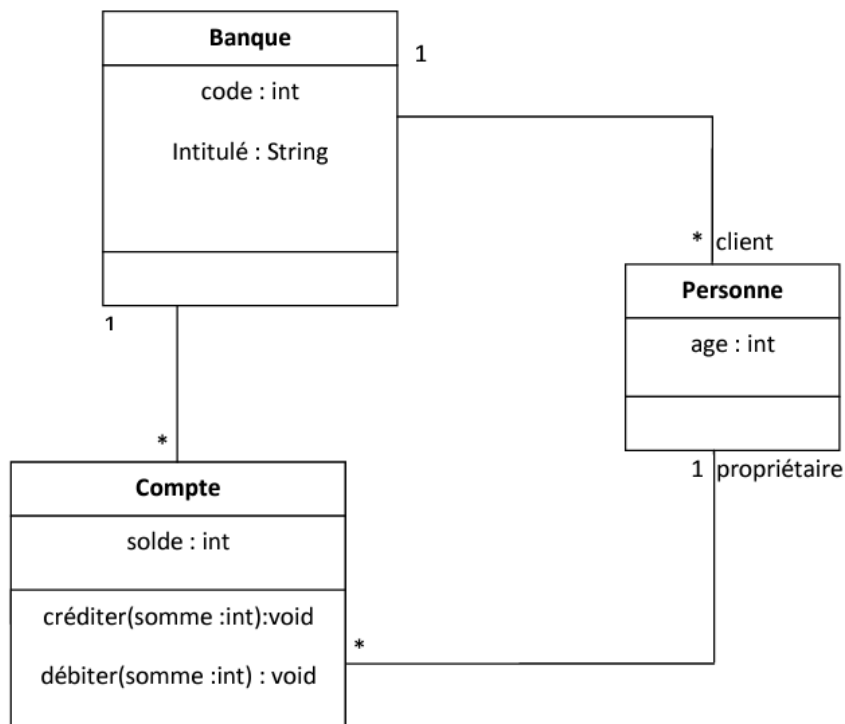 Banque
1
code : int
Intitulé : String
* client
Personne
1
age : int
*
1 propriétaire
Compte
solde : int
créditer(somme :int):void
*
débiter(somme :int) : void